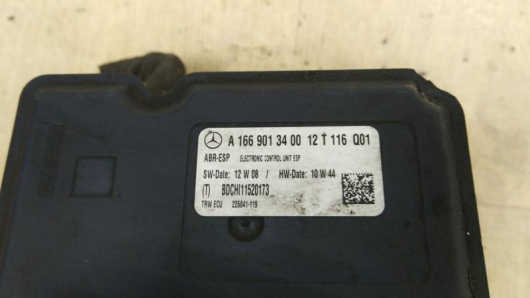 A 166 901 34 00 12 T 116 Q01
ABR-ESP ELECTRONIC CONTROL UNIT ESP
SW-Date: 12 W 08 / HW-Date: 10 W 44
(T) BDCHI11520173
TRW ECU 225841-119